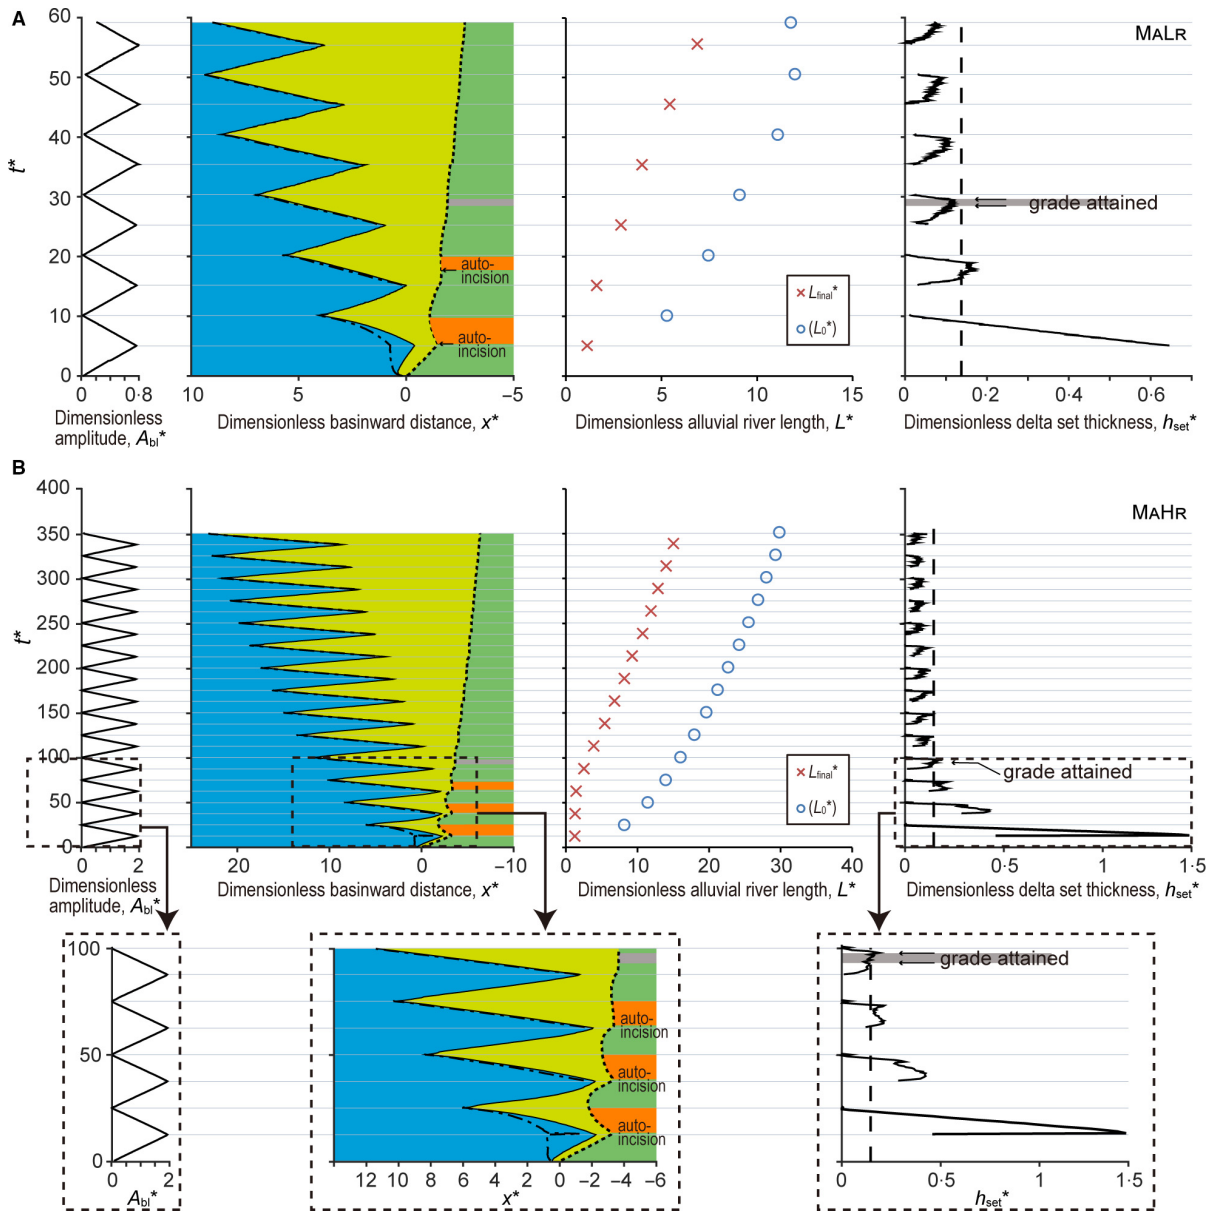 A
MALR
t*
60
50
40
30
20
10
0
0 0·8
Dimensionless
amplitude, Abl*
auto-
incision
auto-
incision
10 5 0 -5
Dimensionless basinward distance, x*
× Lfinal*
○ (L0*)
0 5 10 15
Dimensionless alluvial river length, L*
grade attained
0 0·2 0·4 0·6
Dimensionless delta set thickness, hset*
B
MAHR
t*
400
350
300
250
200
150
100
50
0
0 2
Dimensionless
amplitude, Abl*
20 10 0 -10
Dimensionless basinward distance, x*
× Lfinal*
○ (L0*)
0 10 20 30 40
Dimensionless alluvial river length, L*
grade attained
0 0·5 1 1·5
Dimensionless delta set thickness, hset*
100
50
0
0 2
Abl*
auto-
incision
auto-
incision
auto-
incision
12 10 8 6 4 2 0 -2 -4 -6
x*
grade attained
0 0·5 1 1·5
hset*